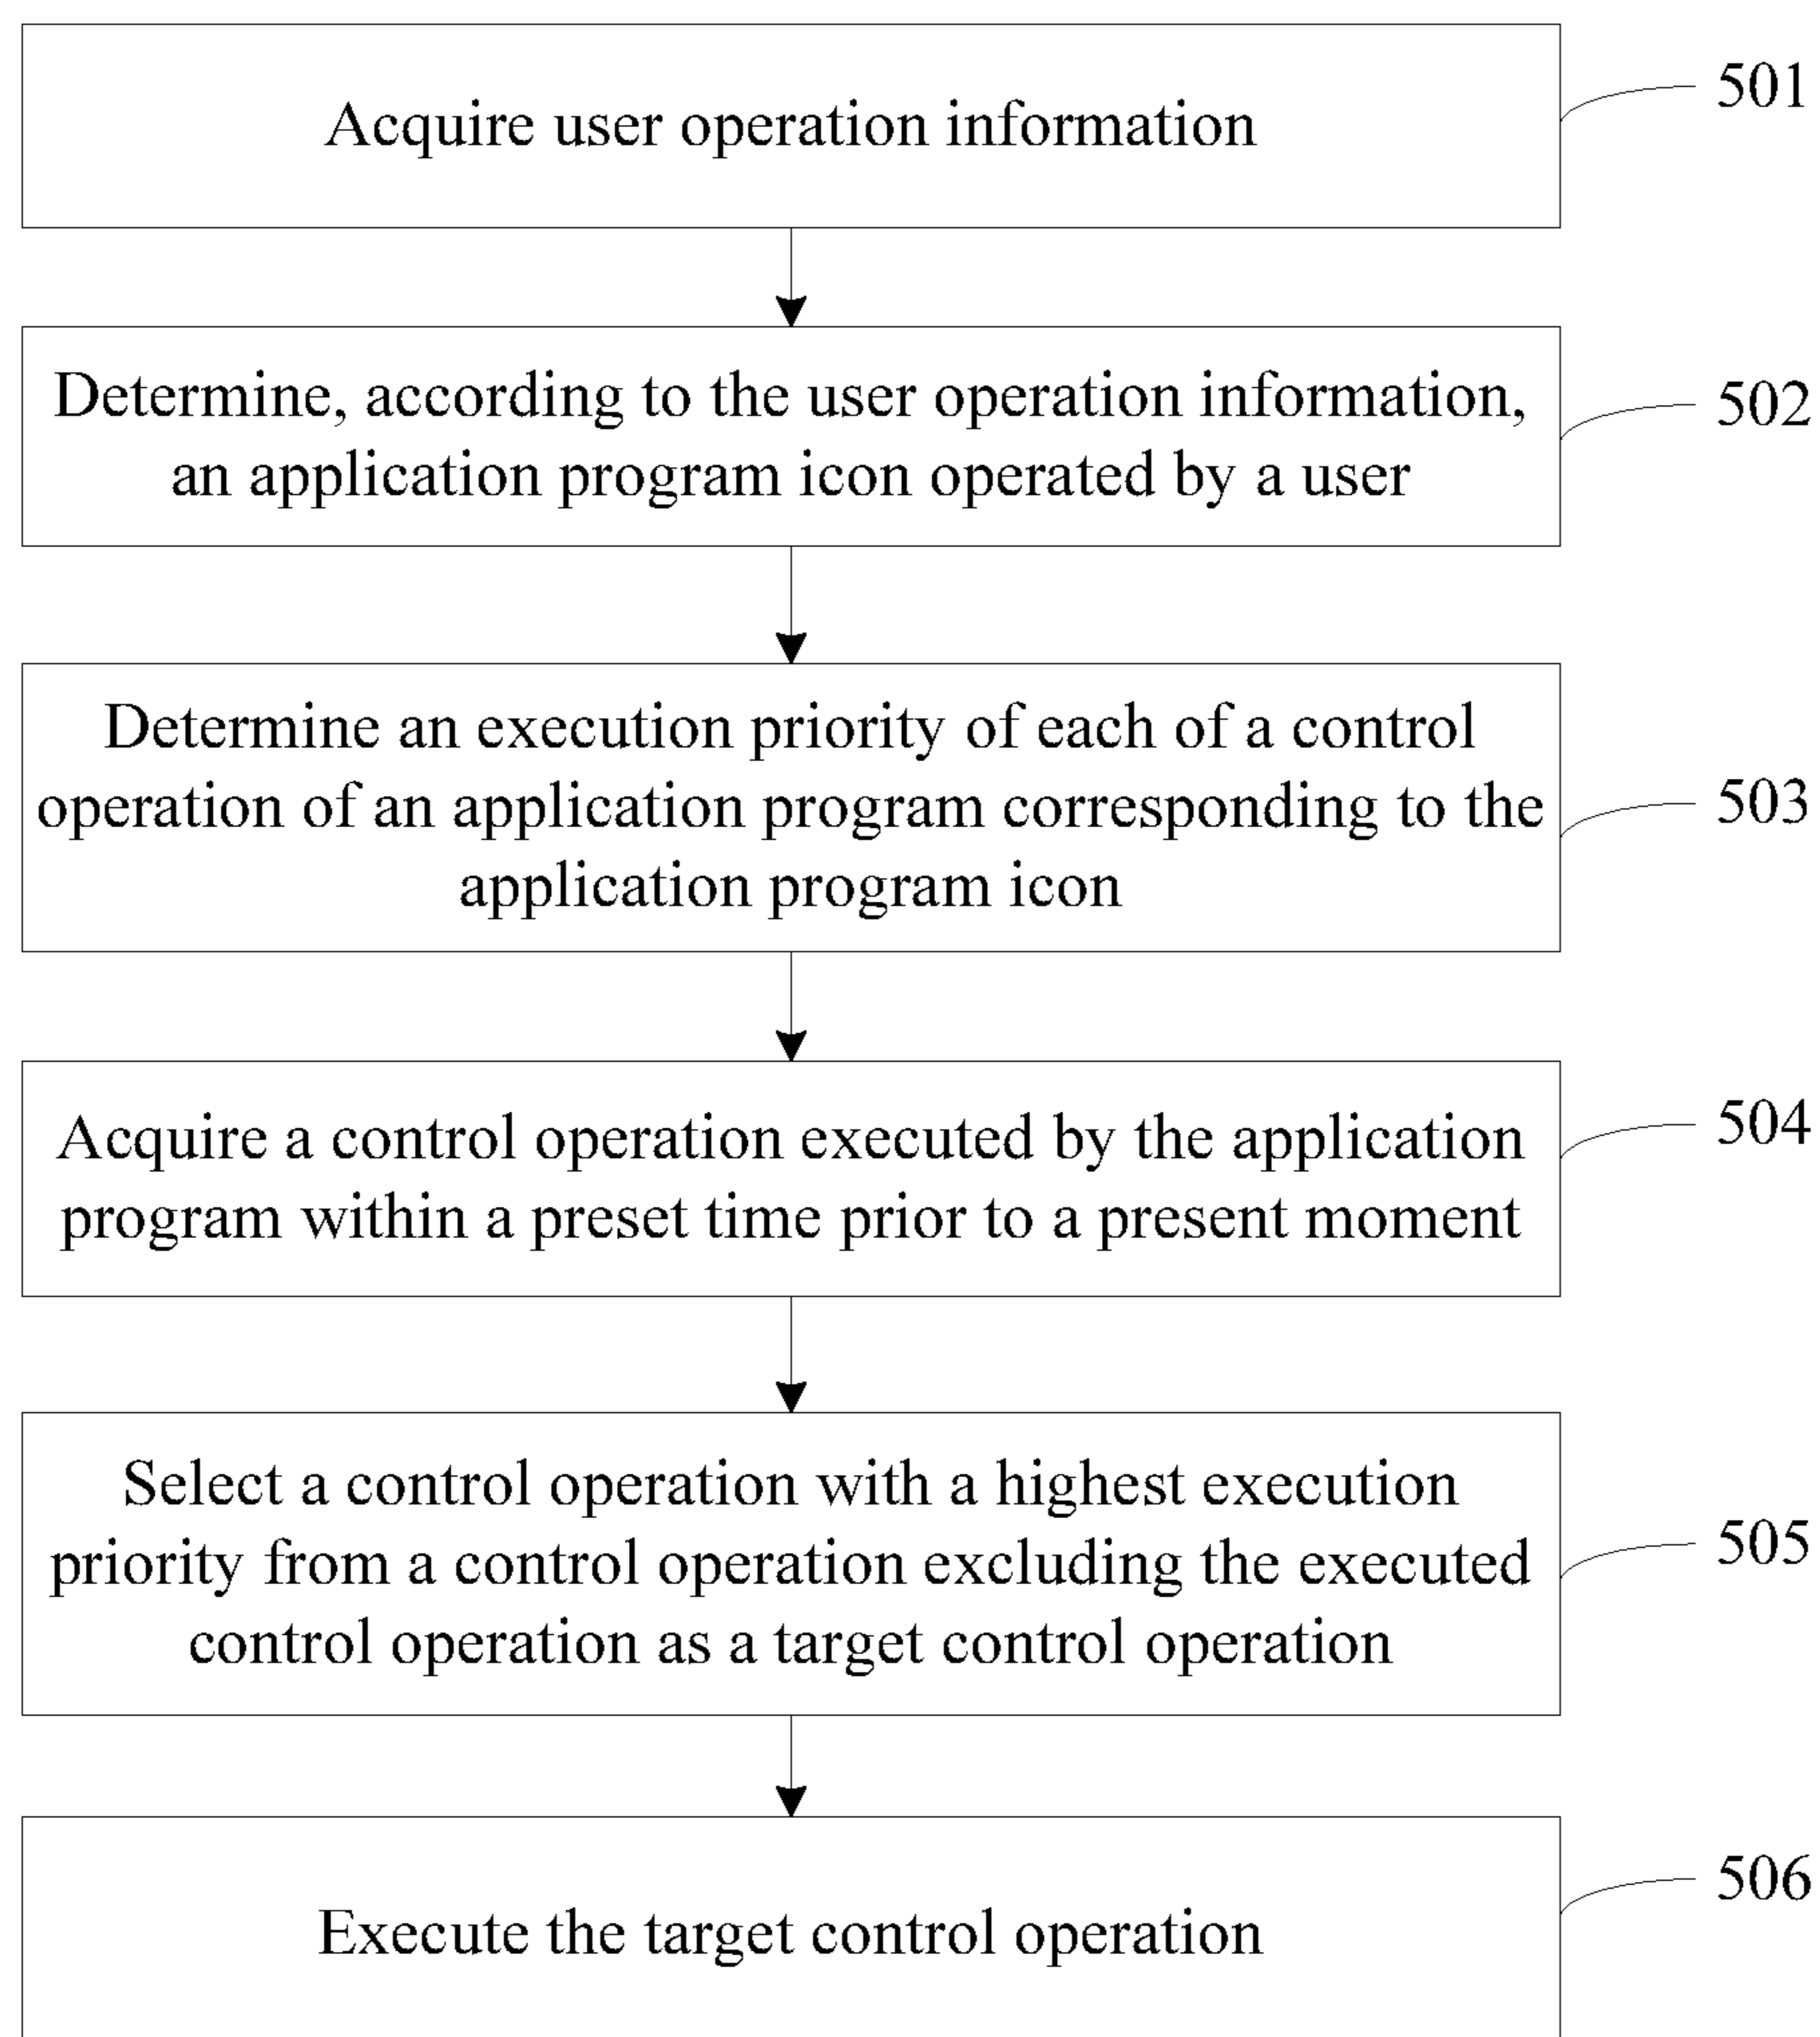 Acquire user operation information
501
Determine, according to the user operation information,
an application program icon operated by a user
502
Determine an execution priority of each of a control
operation of an application program corresponding to the
application program icon
503
Acquire a control operation executed by the application
program within a preset time prior to a present moment
504
Select a control operation with a highest execution
priority from a control operation excluding the executed
control operation as a target control operation
505
Execute the target control operation
506